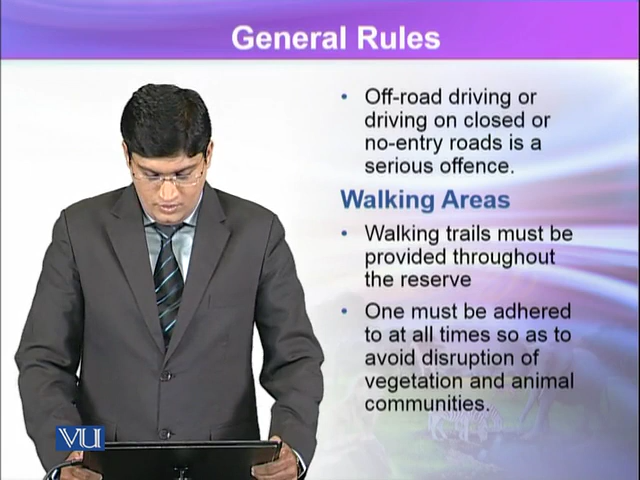 General Rules
• Off-road driving or
driving on closed or
no-entry roads is a
serious offence.
Walking Areas
• Walking trails must be
provided throughout
the reserve
• One must be adhered
to at all times so as to
avoid disruption of
vegetation and animal
communities.
VU